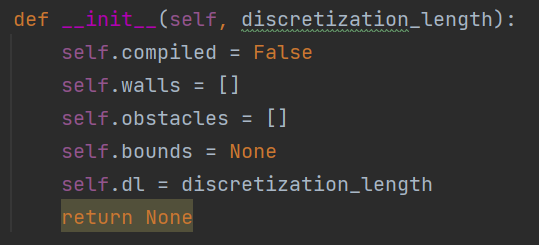 def __init__(self, discretization_length):
    self.compiled = False
    self.walls = []
    self.obstacles = []
    self.bounds = None
    self.dl = discretization_length
    return None